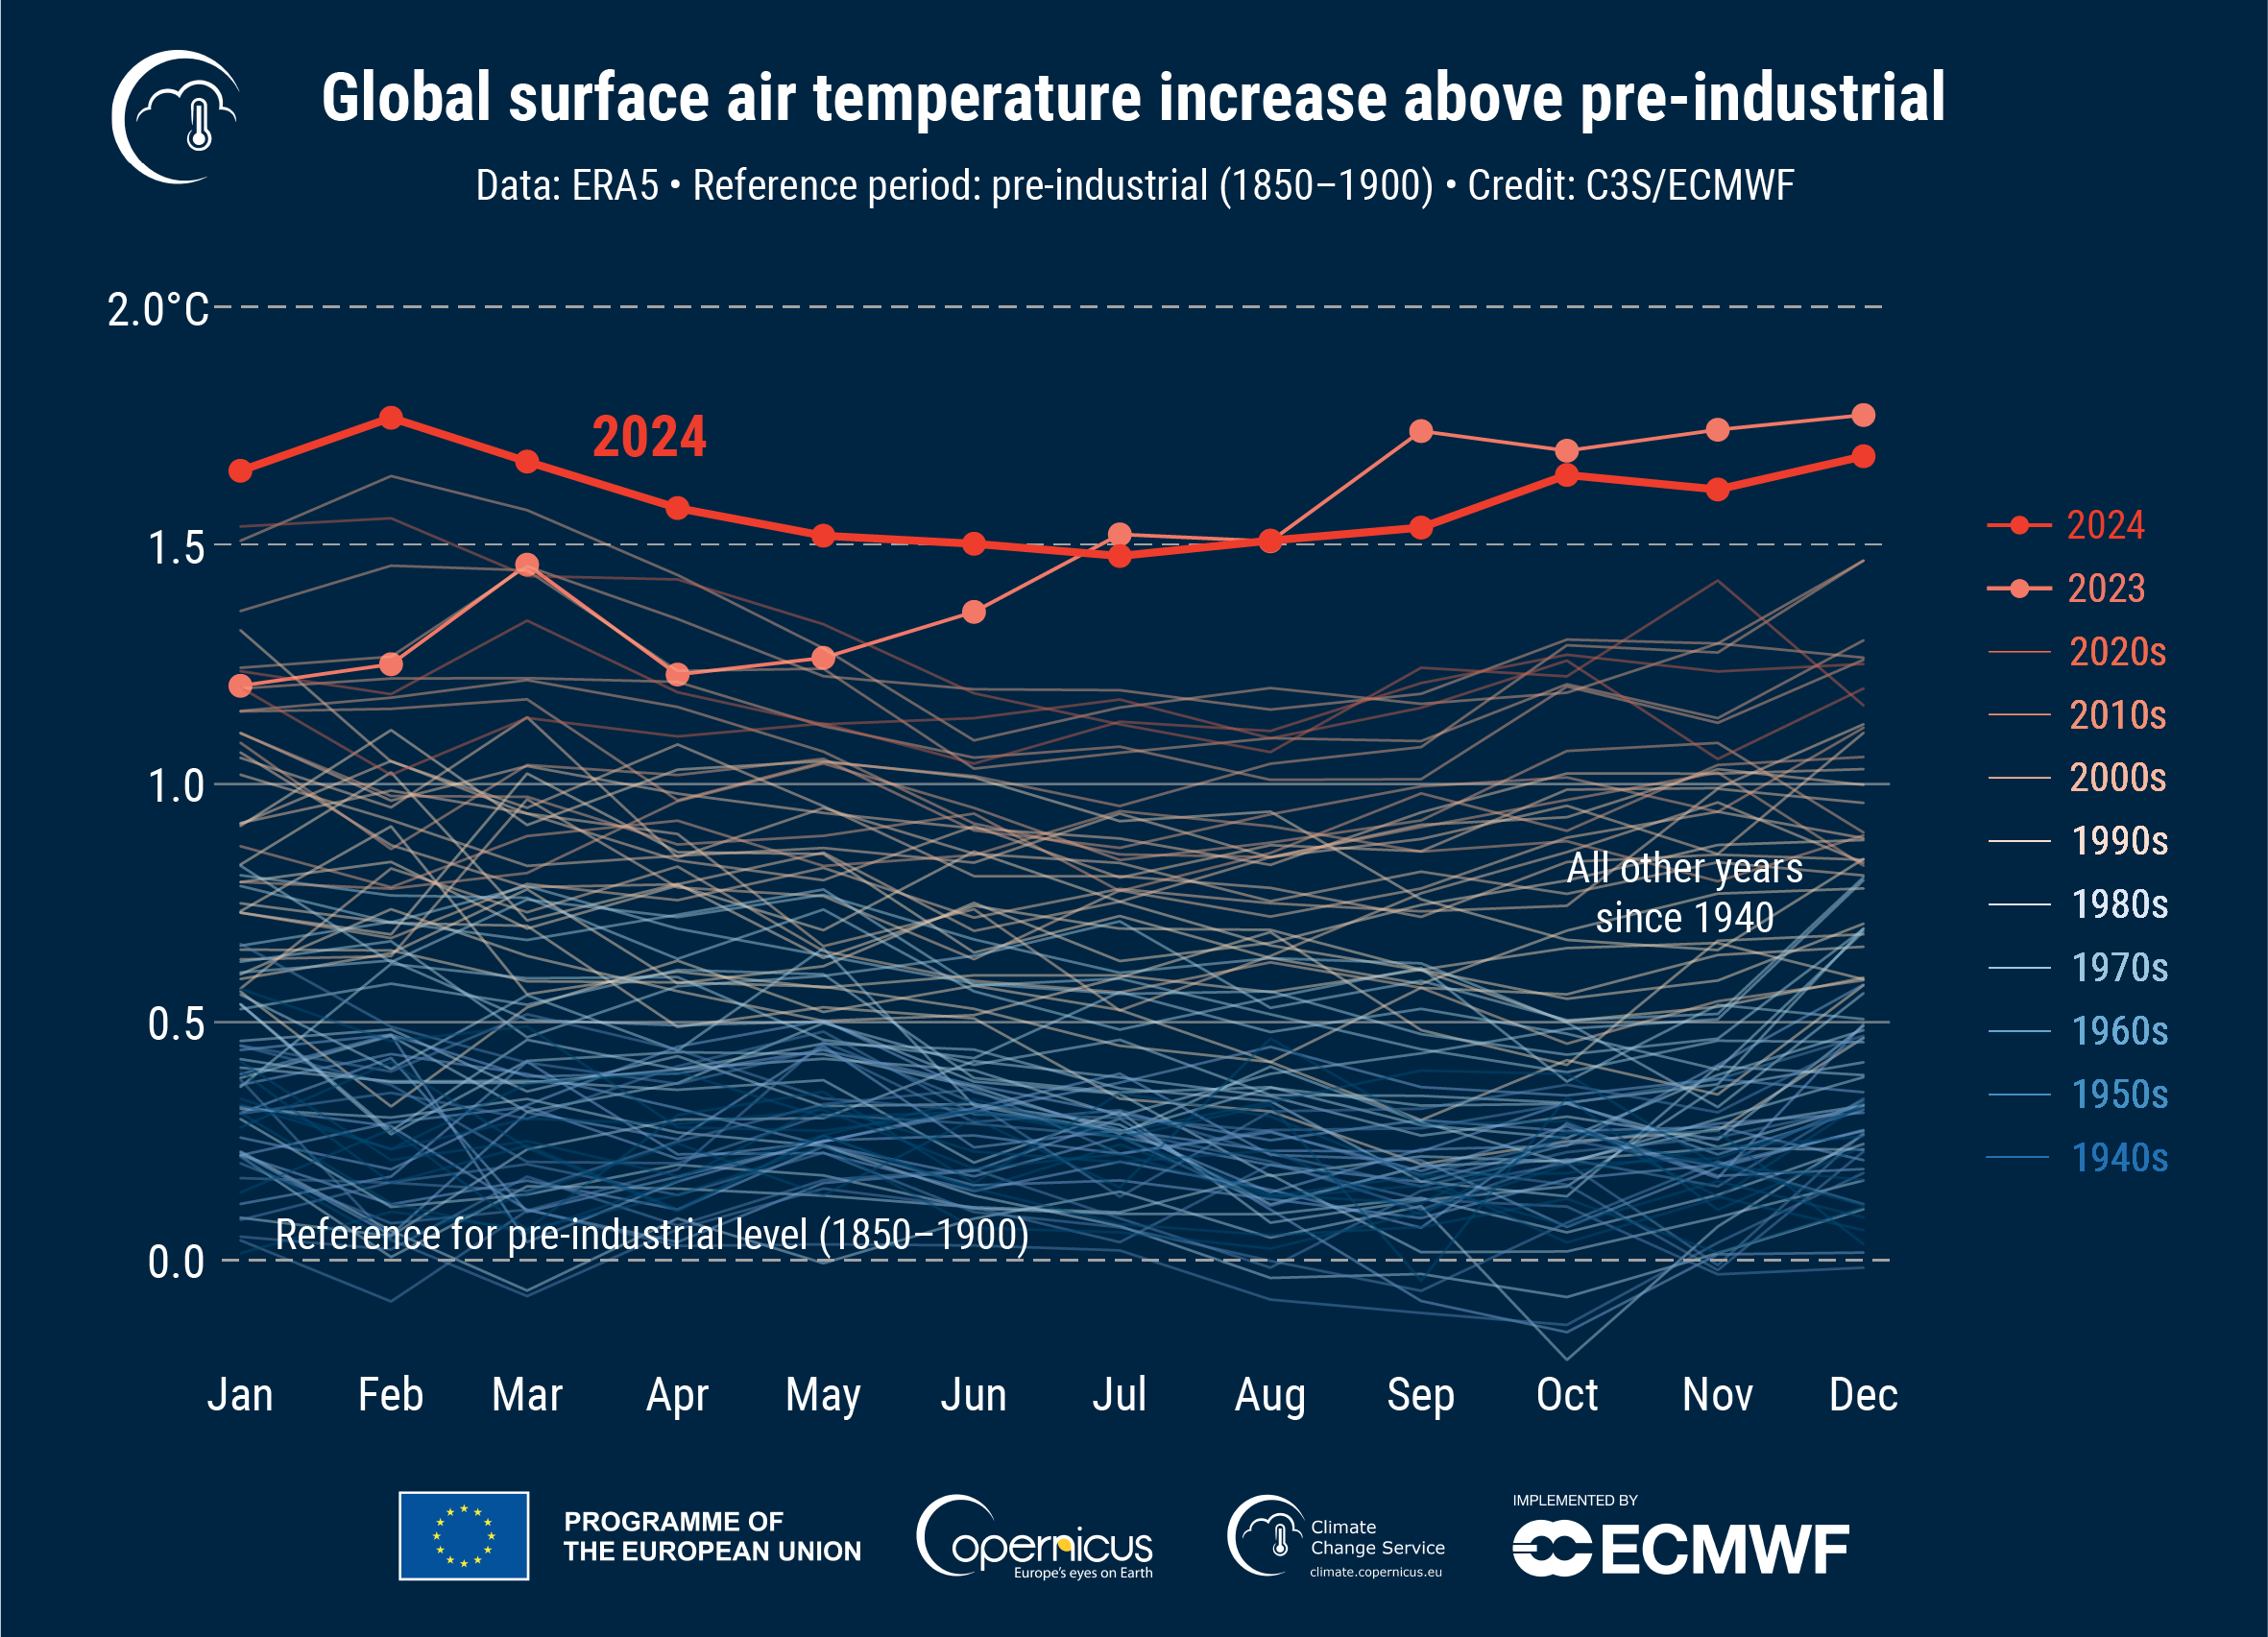 Global surface air temperature increase above pre-industrial
Data: ERA5 • Reference period: pre-industrial (1850–1900) • Credit: C3S/ECMWF
2.0°C
2024
1.5
1.0
0.5
0.0
All other years
since 1940
Reference for pre-industrial level (1850–1900)
2024
2023
2020s
2010s
2000s
1990s
1980s
1970s
1960s
1950s
1940s
Jan Feb Mar Apr May Jun Jul Aug Sep Oct Nov Dec
PROGRAMME OF
THE EUROPEAN UNION
Copernicus
Europe's eyes on Earth
Climate
Change Service
climate.copernicus.eu
IMPLEMENTED BY
ECMWF